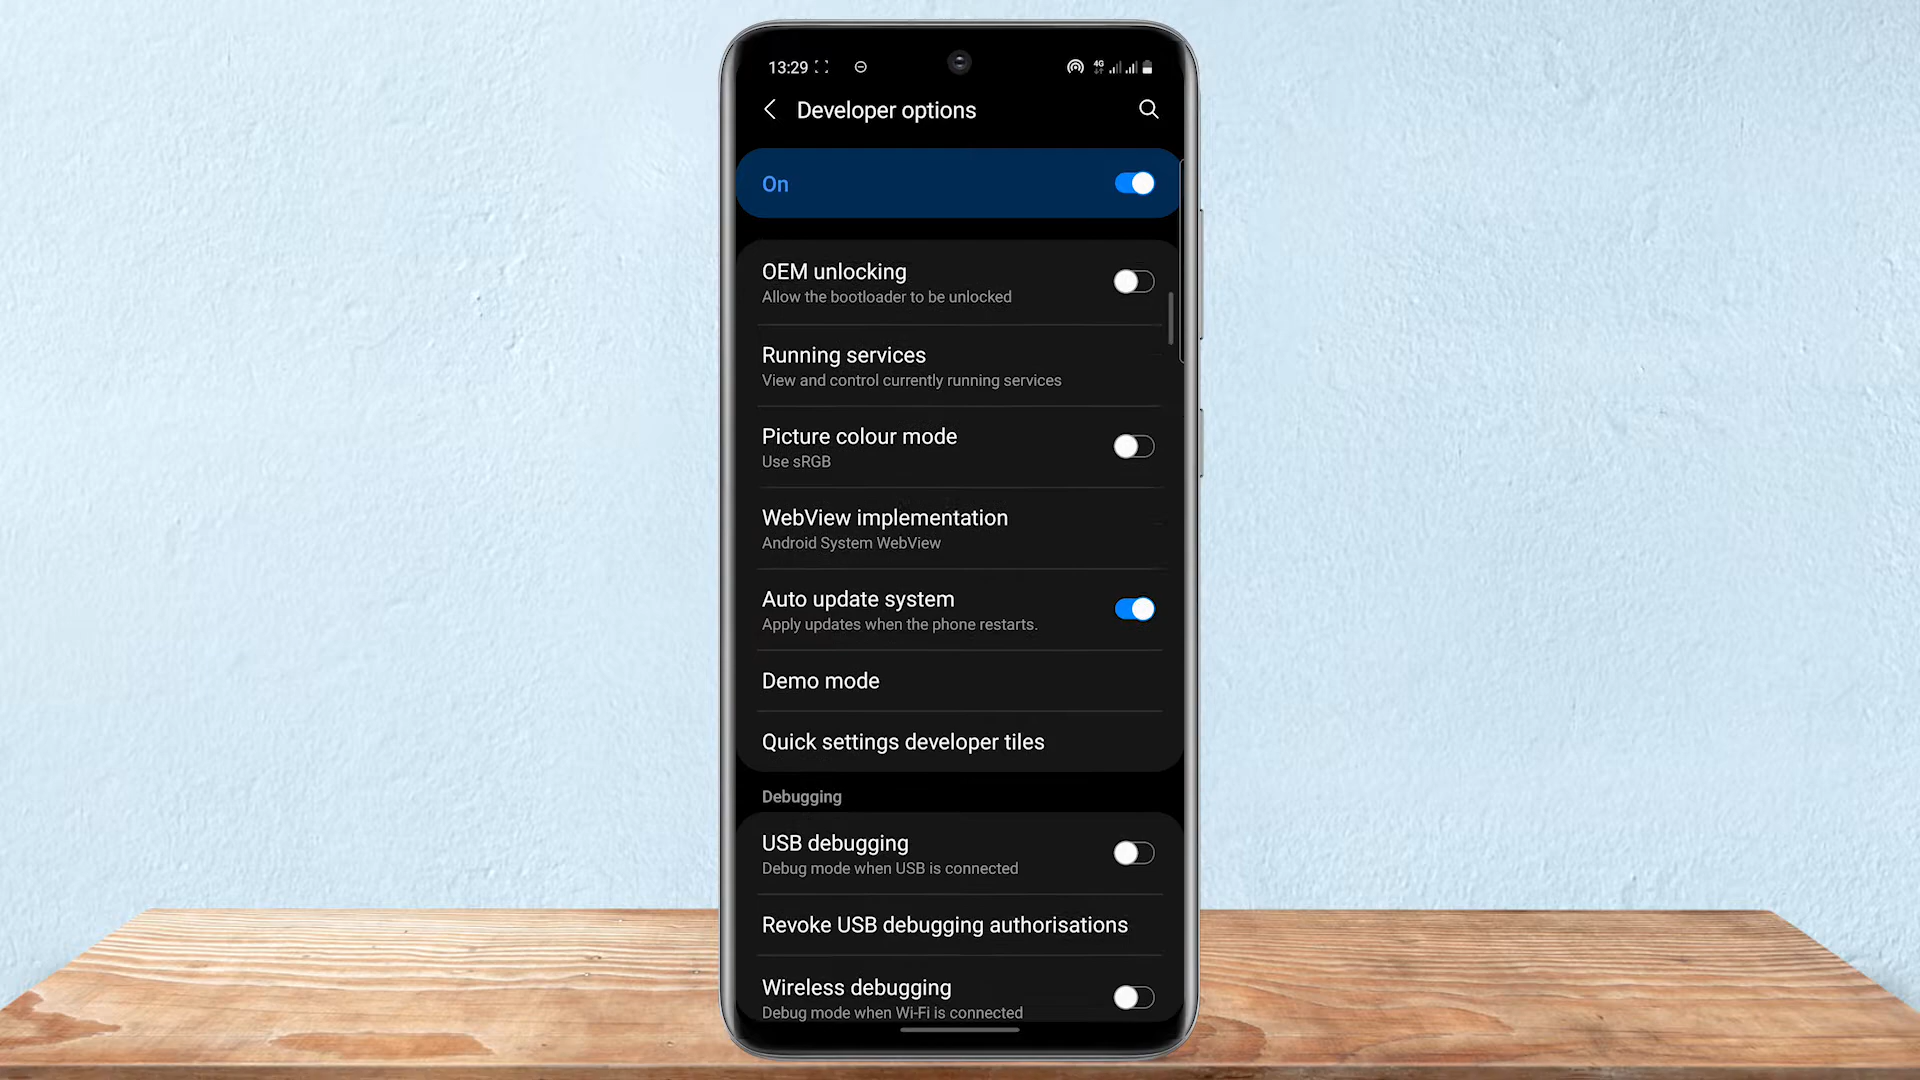 13:29
4G
Developer options
On
OEM unlocking
Allow the bootloader to be unlocked
Running services
View and control currently running services
Picture colour mode
Use sRGB
WebView implementation
Android System WebView
Auto update system
Apply updates when the phone restarts.
Demo mode
Quick settings developer tiles
Debugging
USB debugging
Debug mode when USB is connected
Revoke USB debugging authorisations
Wireless debugging
Debug mode when Wi-Fi is connected